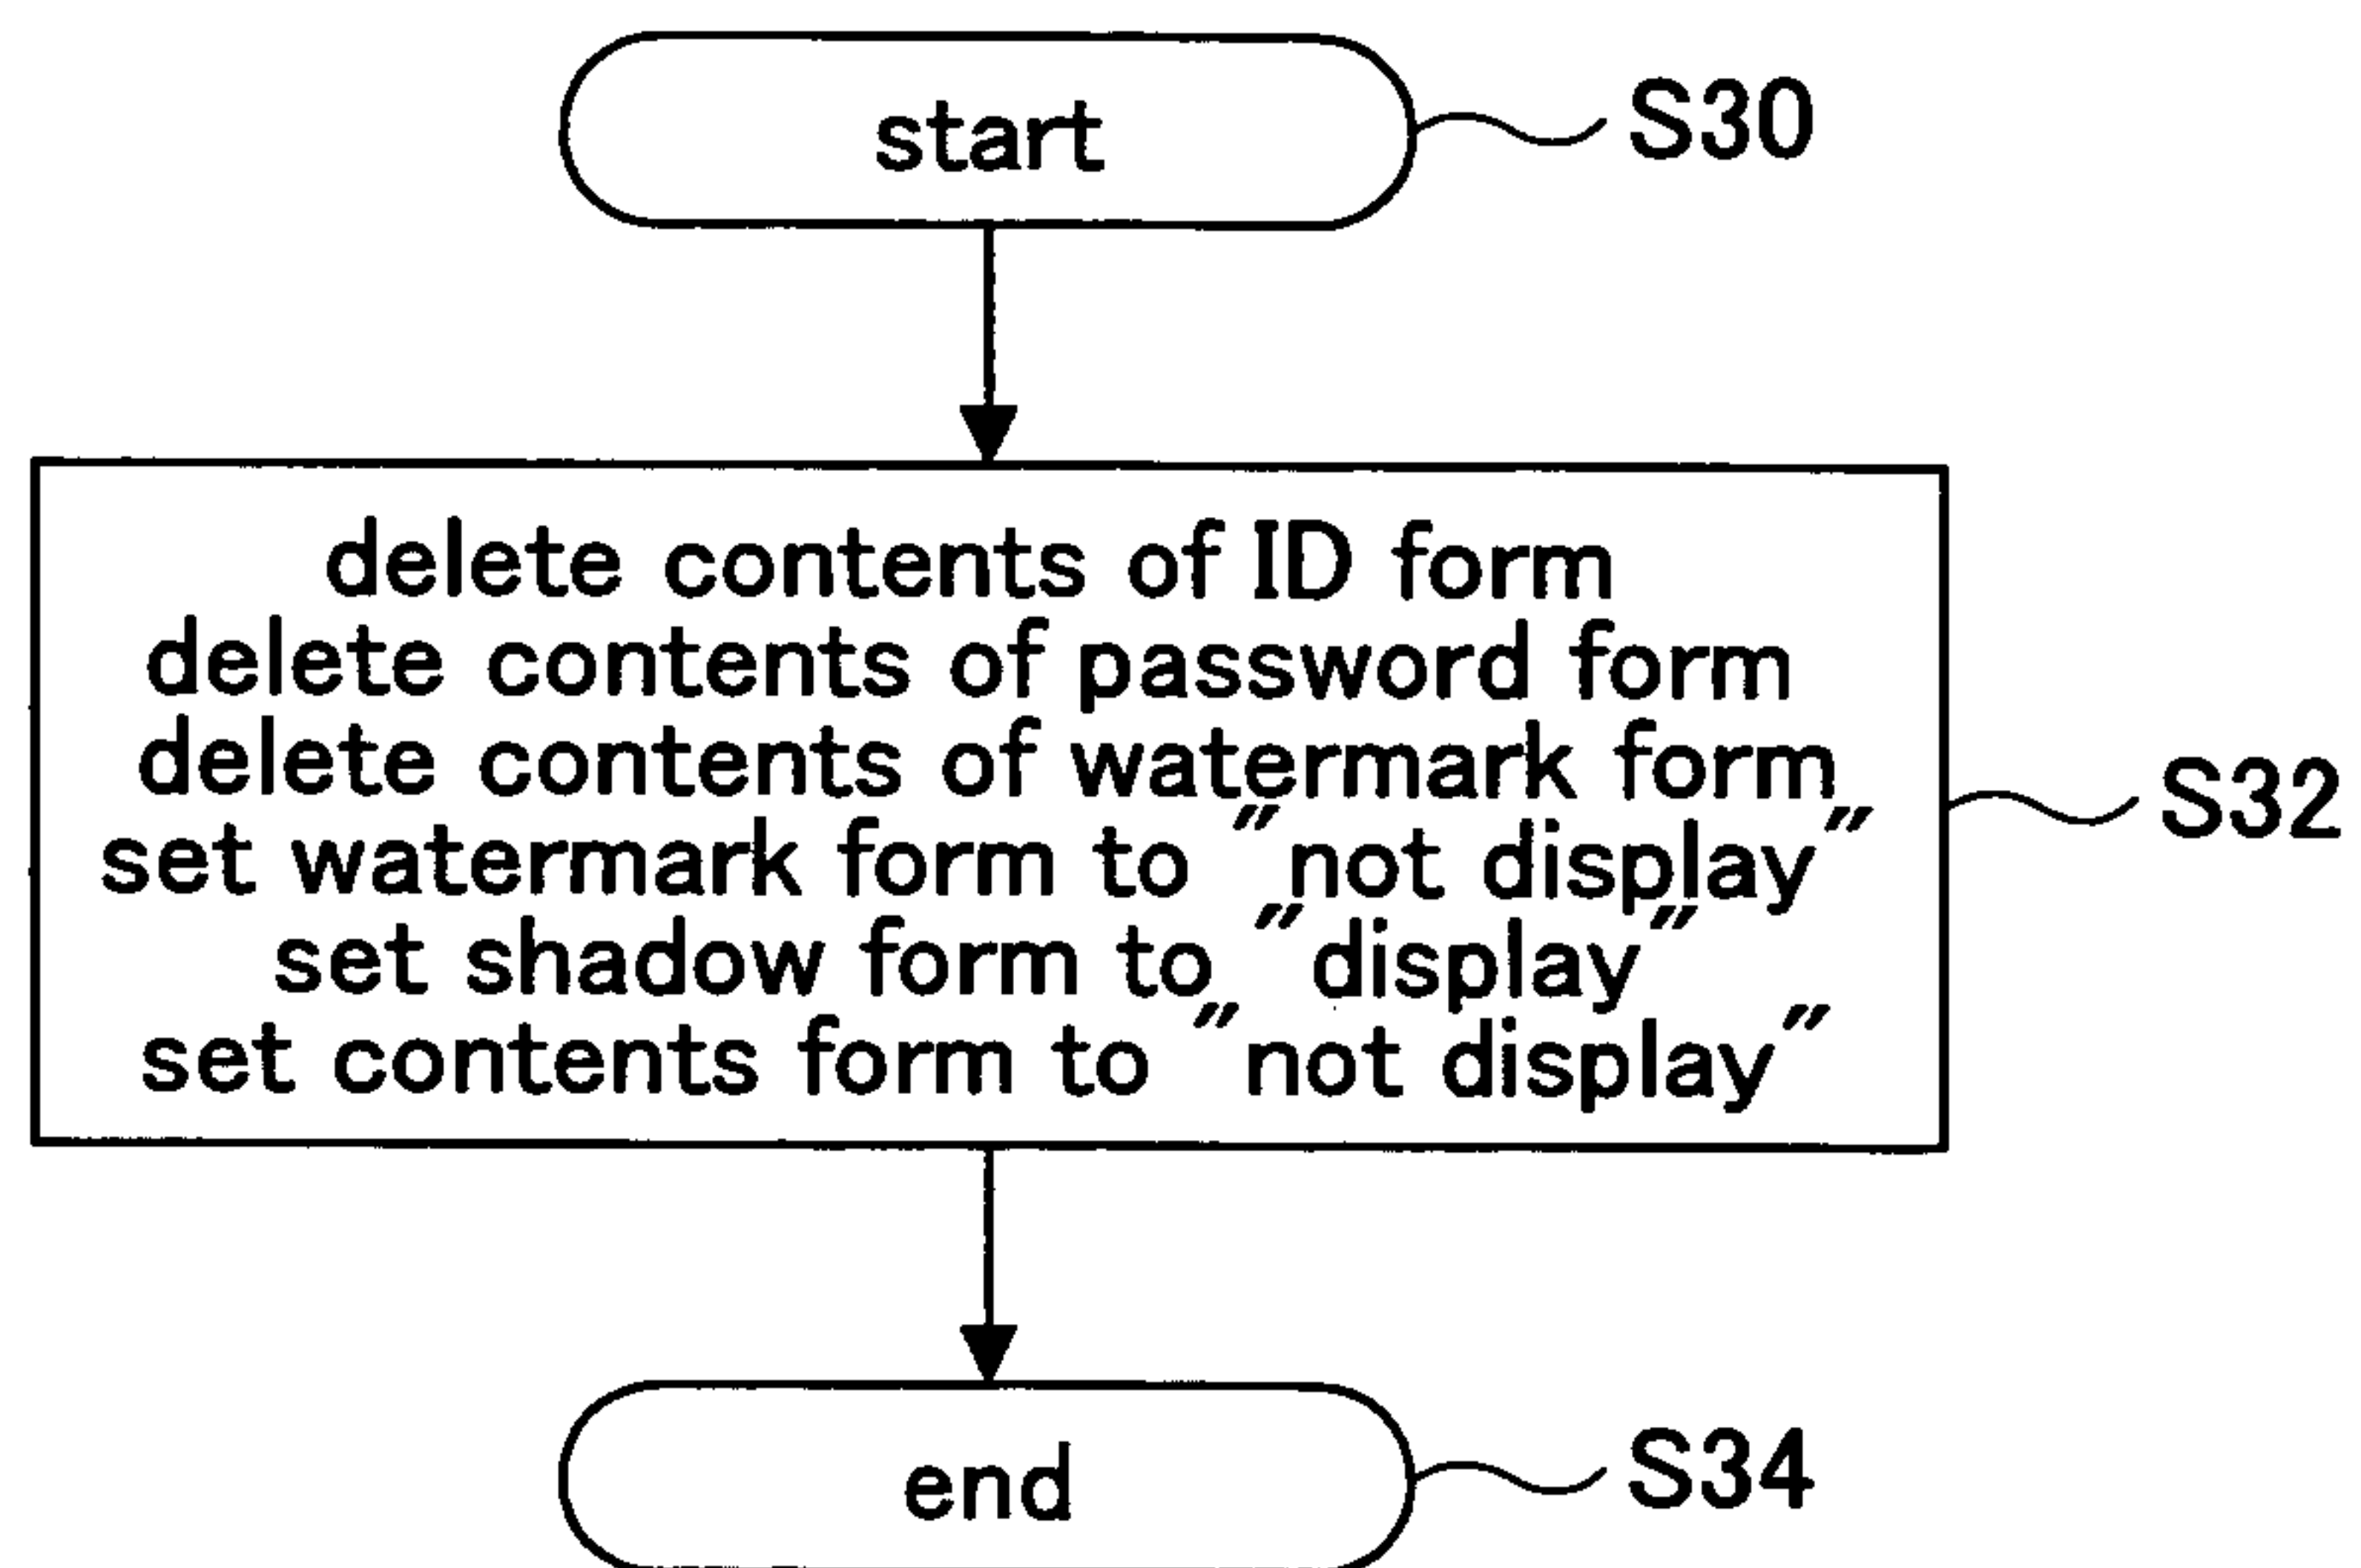 start
S30
delete contents of ID form
delete contents of password form
delete contents of watermark form
set watermark form to "not display"
set shadow form to "display"
set contents form to "not display"
S32
end
S34